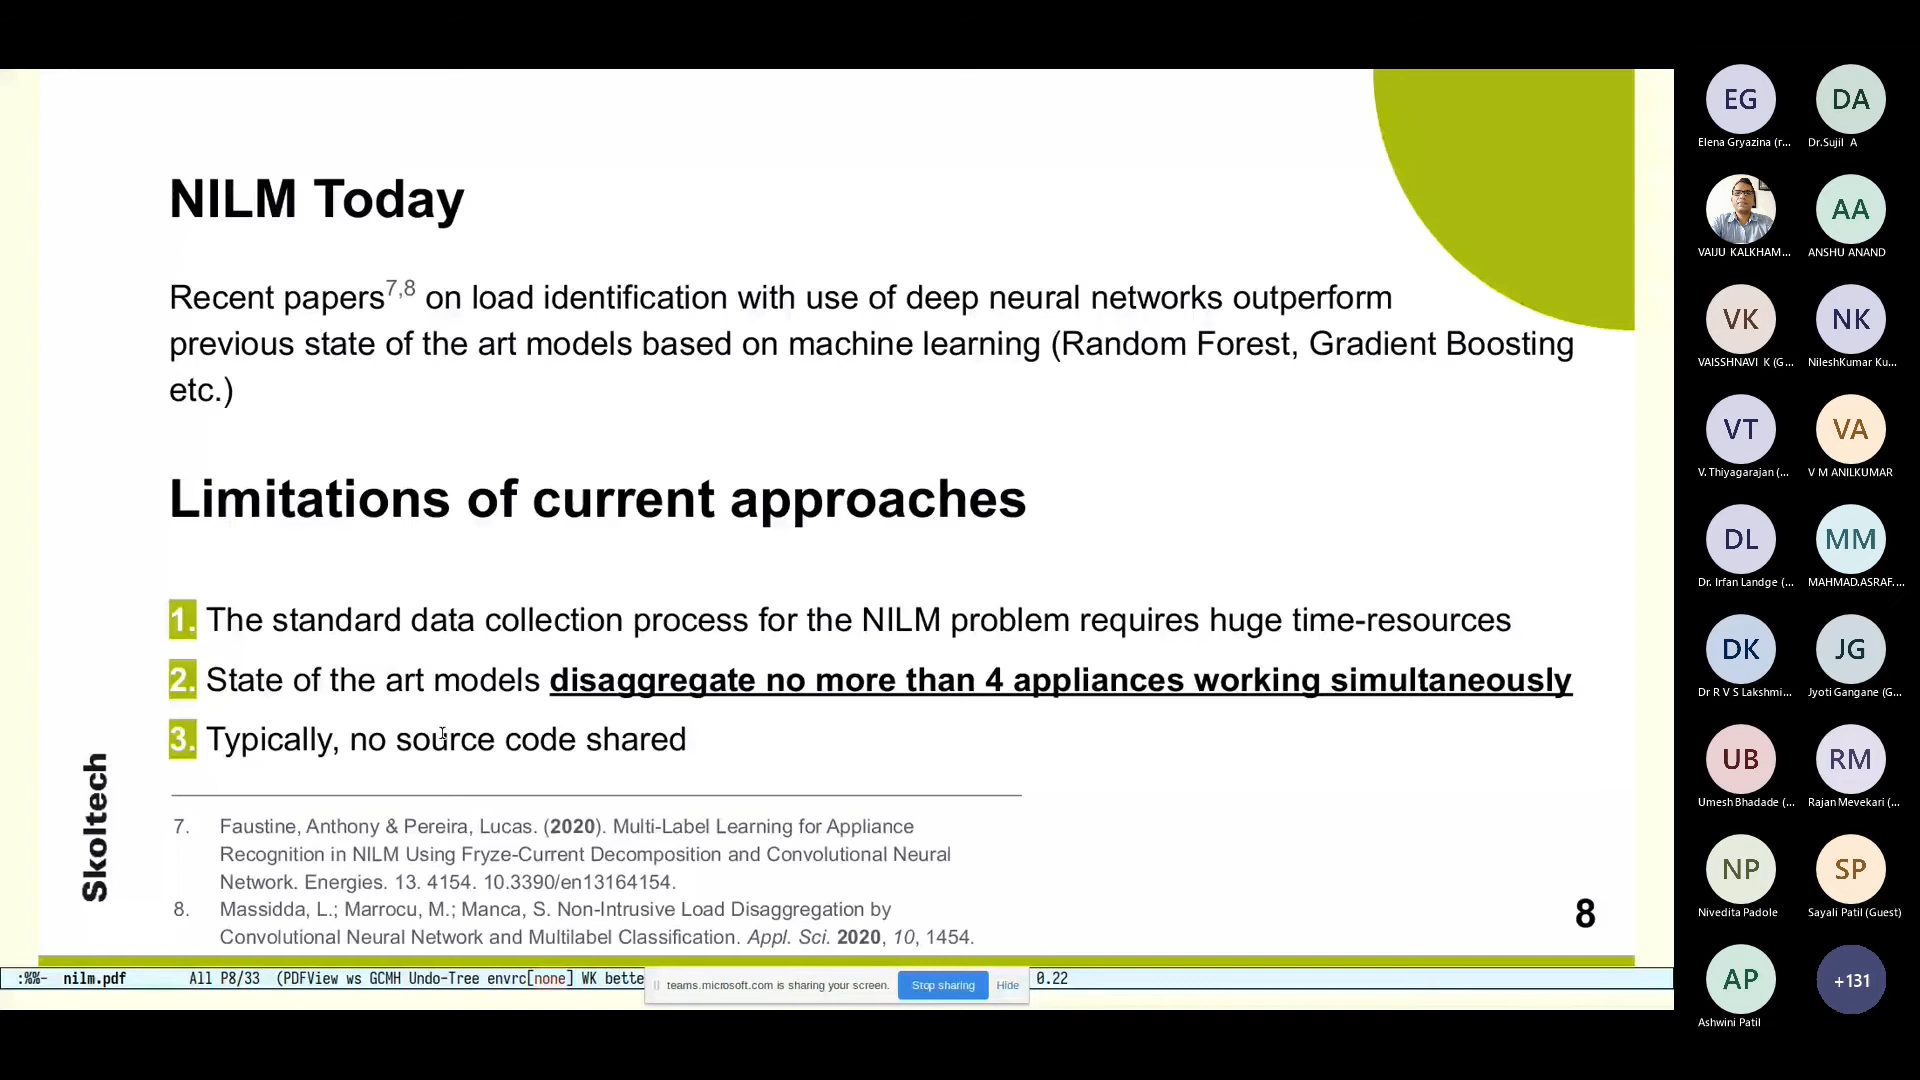 NILM Today
Recent papers7,8 on load identification with use of deep neural networks outperform
previous state of the art models based on machine learning (Random Forest, Gradient Boosting
etc.)
Limitations of current approaches
1. The standard data collection process for the NILM problem requires huge time-resources
2. State of the art models disaggregate no more than 4 appliances working simultaneously
3. Typically, no source code shared
Skoltech
7. Faustine, Anthony & Pereira, Lucas. (2020). Multi-Label Learning for Appliance
Recognition in NILM Using Fryze-Current Decomposition and Convolutional Neural
Network. Energies. 13. 4154. 10.3390/en13164154.
8. Massidda, L.; Marrocu, M.; Manca, S. Non-Intrusive Load Disaggregation by
Convolutional Neural Network and Multilabel Classification. Appl. Sci. 2020, 10, 1454.
8
:%%- nilm.pdf All P8/33 (PDFView ws GCMH Undo-Tree envrc[none] WK bette
teams.microsoft.com is sharing your screen. Stop sharing Hide
0.22
EG DA
Elena Gryazina (r... Dr.Sujil A
AA
VAIJU KALKHAM... ANSHU ANAND
VK NK
VAISSHNAVI K (G... NileshKumar Ku...
VT VA
V. Thiyagarajan (... V M ANILKUMAR
DL MM
Dr. Irfan Landge (... MAHMAD.ASRAF....
DK JG
Dr R V S Lakshmi... Jyoti Gangane (G...
UB RM
Umesh Bhadade (... Rajan Mevekari (...
NP SP
Nivedita Padole Sayali Patil (Guest)
AP +131
Ashwini Patil